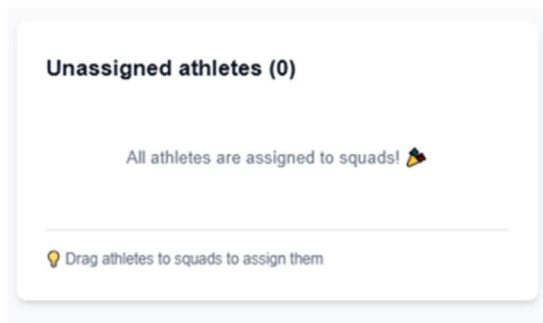 Unassigned athletes (0)
All athletes are assigned to squads! 🎉
💡 Drag athletes to squads to assign them